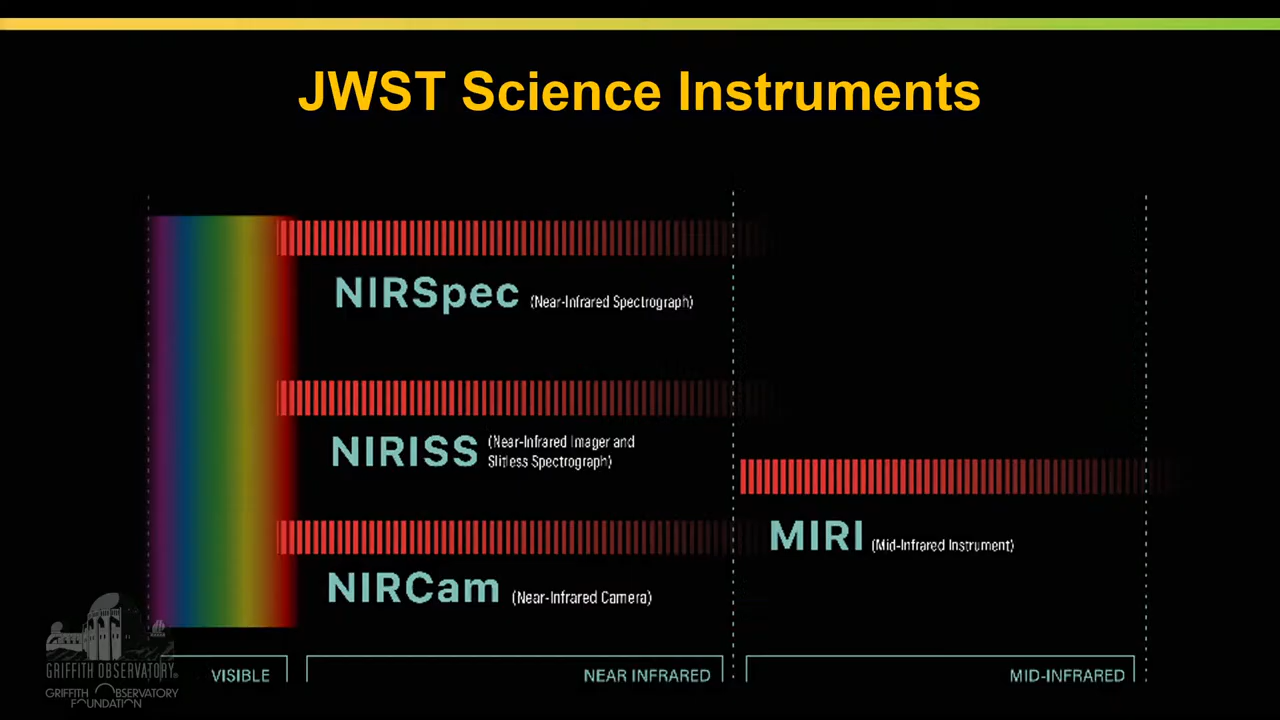 JWST Science Instruments
NIRSpec (Near-Infrared Spectrograph)
NIRISS (Near-Infrared Imager and
Slitless Spectrograph)
MIRI (Mid-Infrared Instrument)
NIRCam (Near-Infrared Camera)
VISIBLE
NEAR INFRARED
MID-INFRARED
GRIFFITH OBSERVATORY®
GRIFFITH OBSERVATORY
FOUNDATION